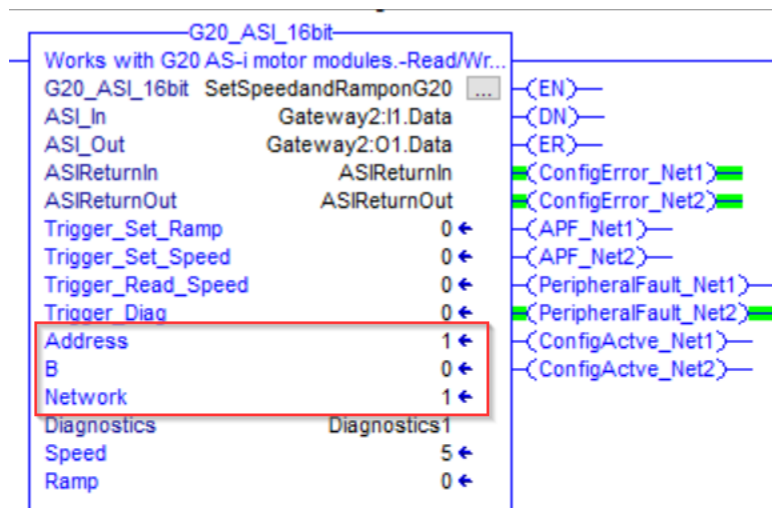 G20_ASI_16bit
Works with G20 AS-i motor modules.-Read/Wr...
G20_ASI_16bit SetSpeedandRamponG20 ... (EN)
ASI_In Gateway2:I1.Data (DN)
ASI_Out Gateway2:O1.Data (ER)
ASIReturnIn ASIReturnIn (ConfigError_Net1)
ASIReturnOut ASIReturnOut (ConfigError_Net2)
Trigger_Set_Ramp 0 (APF_Net1)
Trigger_Set_Speed 0 (APF_Net2)
Trigger_Read_Speed 0 (PeripheralFault_Net1)
Trigger_Diag 0 (PeripheralFault_Net2)
Address 1 (ConfigActve_Net1)
B 0 (ConfigActve_Net2)
Network 1
Diagnostics Diagnostics1
Speed 5
Ramp 0